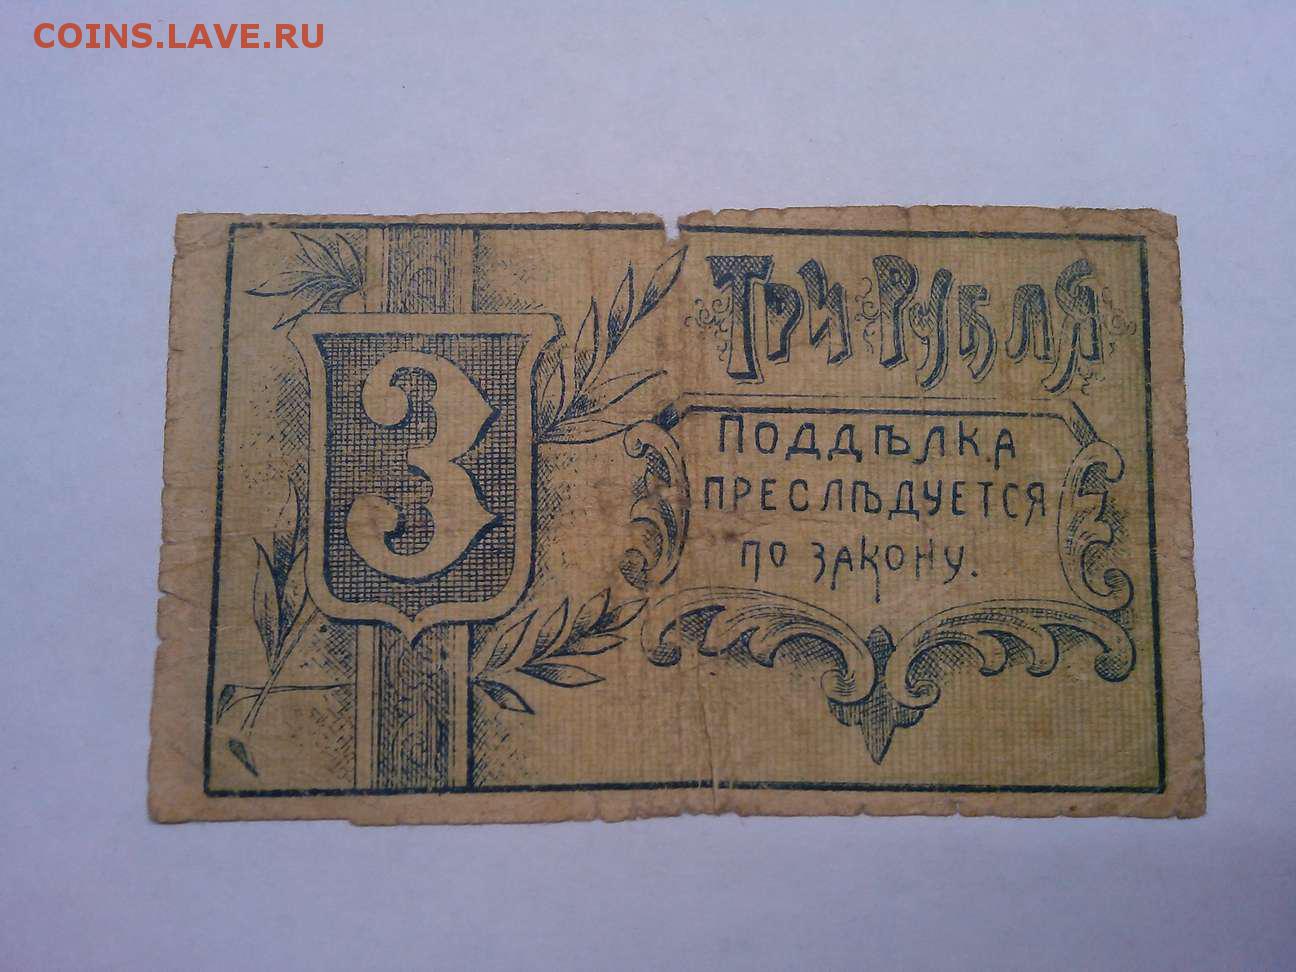 COINS.LAVE.RU
ТРИ РУБЛЯ
3
ПОДДѢЛКА
ПРЕСЛѢДУЕТСЯ
ПО ЗАКОНУ.